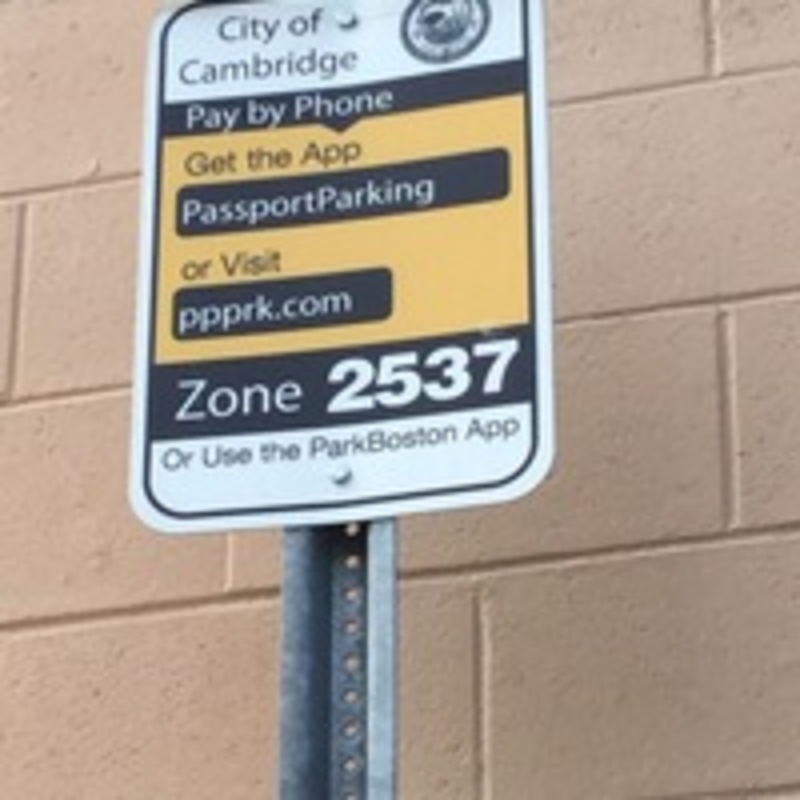 City of
Cambridge
Pay by Phone
Get the App
PassportParking
or Visit
ppprk.com
Zone 2537
Or Use the ParkBoston App